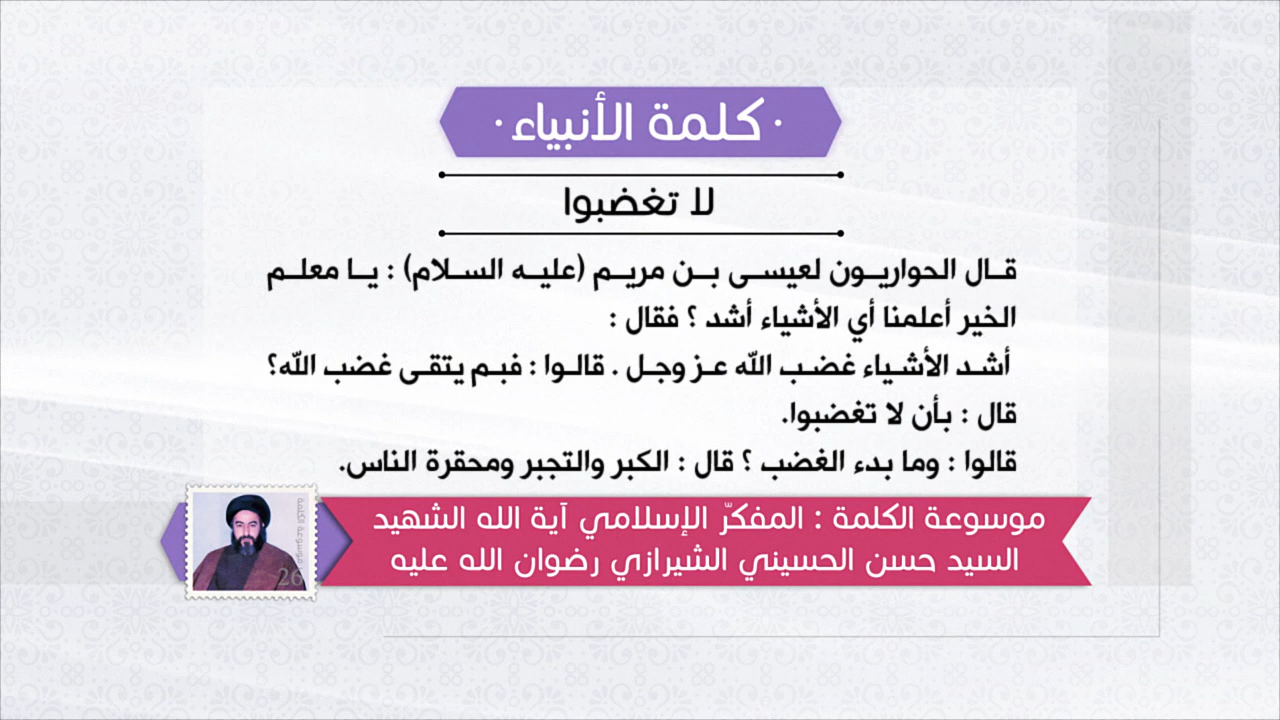 · كلمة الأنبياء ·
لا تغضبوا
قال الحواريون لعيسى بن مريم (عليه السلام) : يا معلم
الخير أعلمنا أي الأشياء أشد ؟ فقال :
أشد الأشياء غضب الله عز وجل . قالوا : فبم يتقى غضب الله؟
قال : بأن لا تغضبوا.
قالوا : وما بدء الغضب ؟ قال : الكبر والتجبر ومحقرة الناس.
موسوعة الكلمة : المفكرّ الإسلامي آية الله الشهيد
السيد حسن الحسيني الشيرازي رضوان الله عليه
26